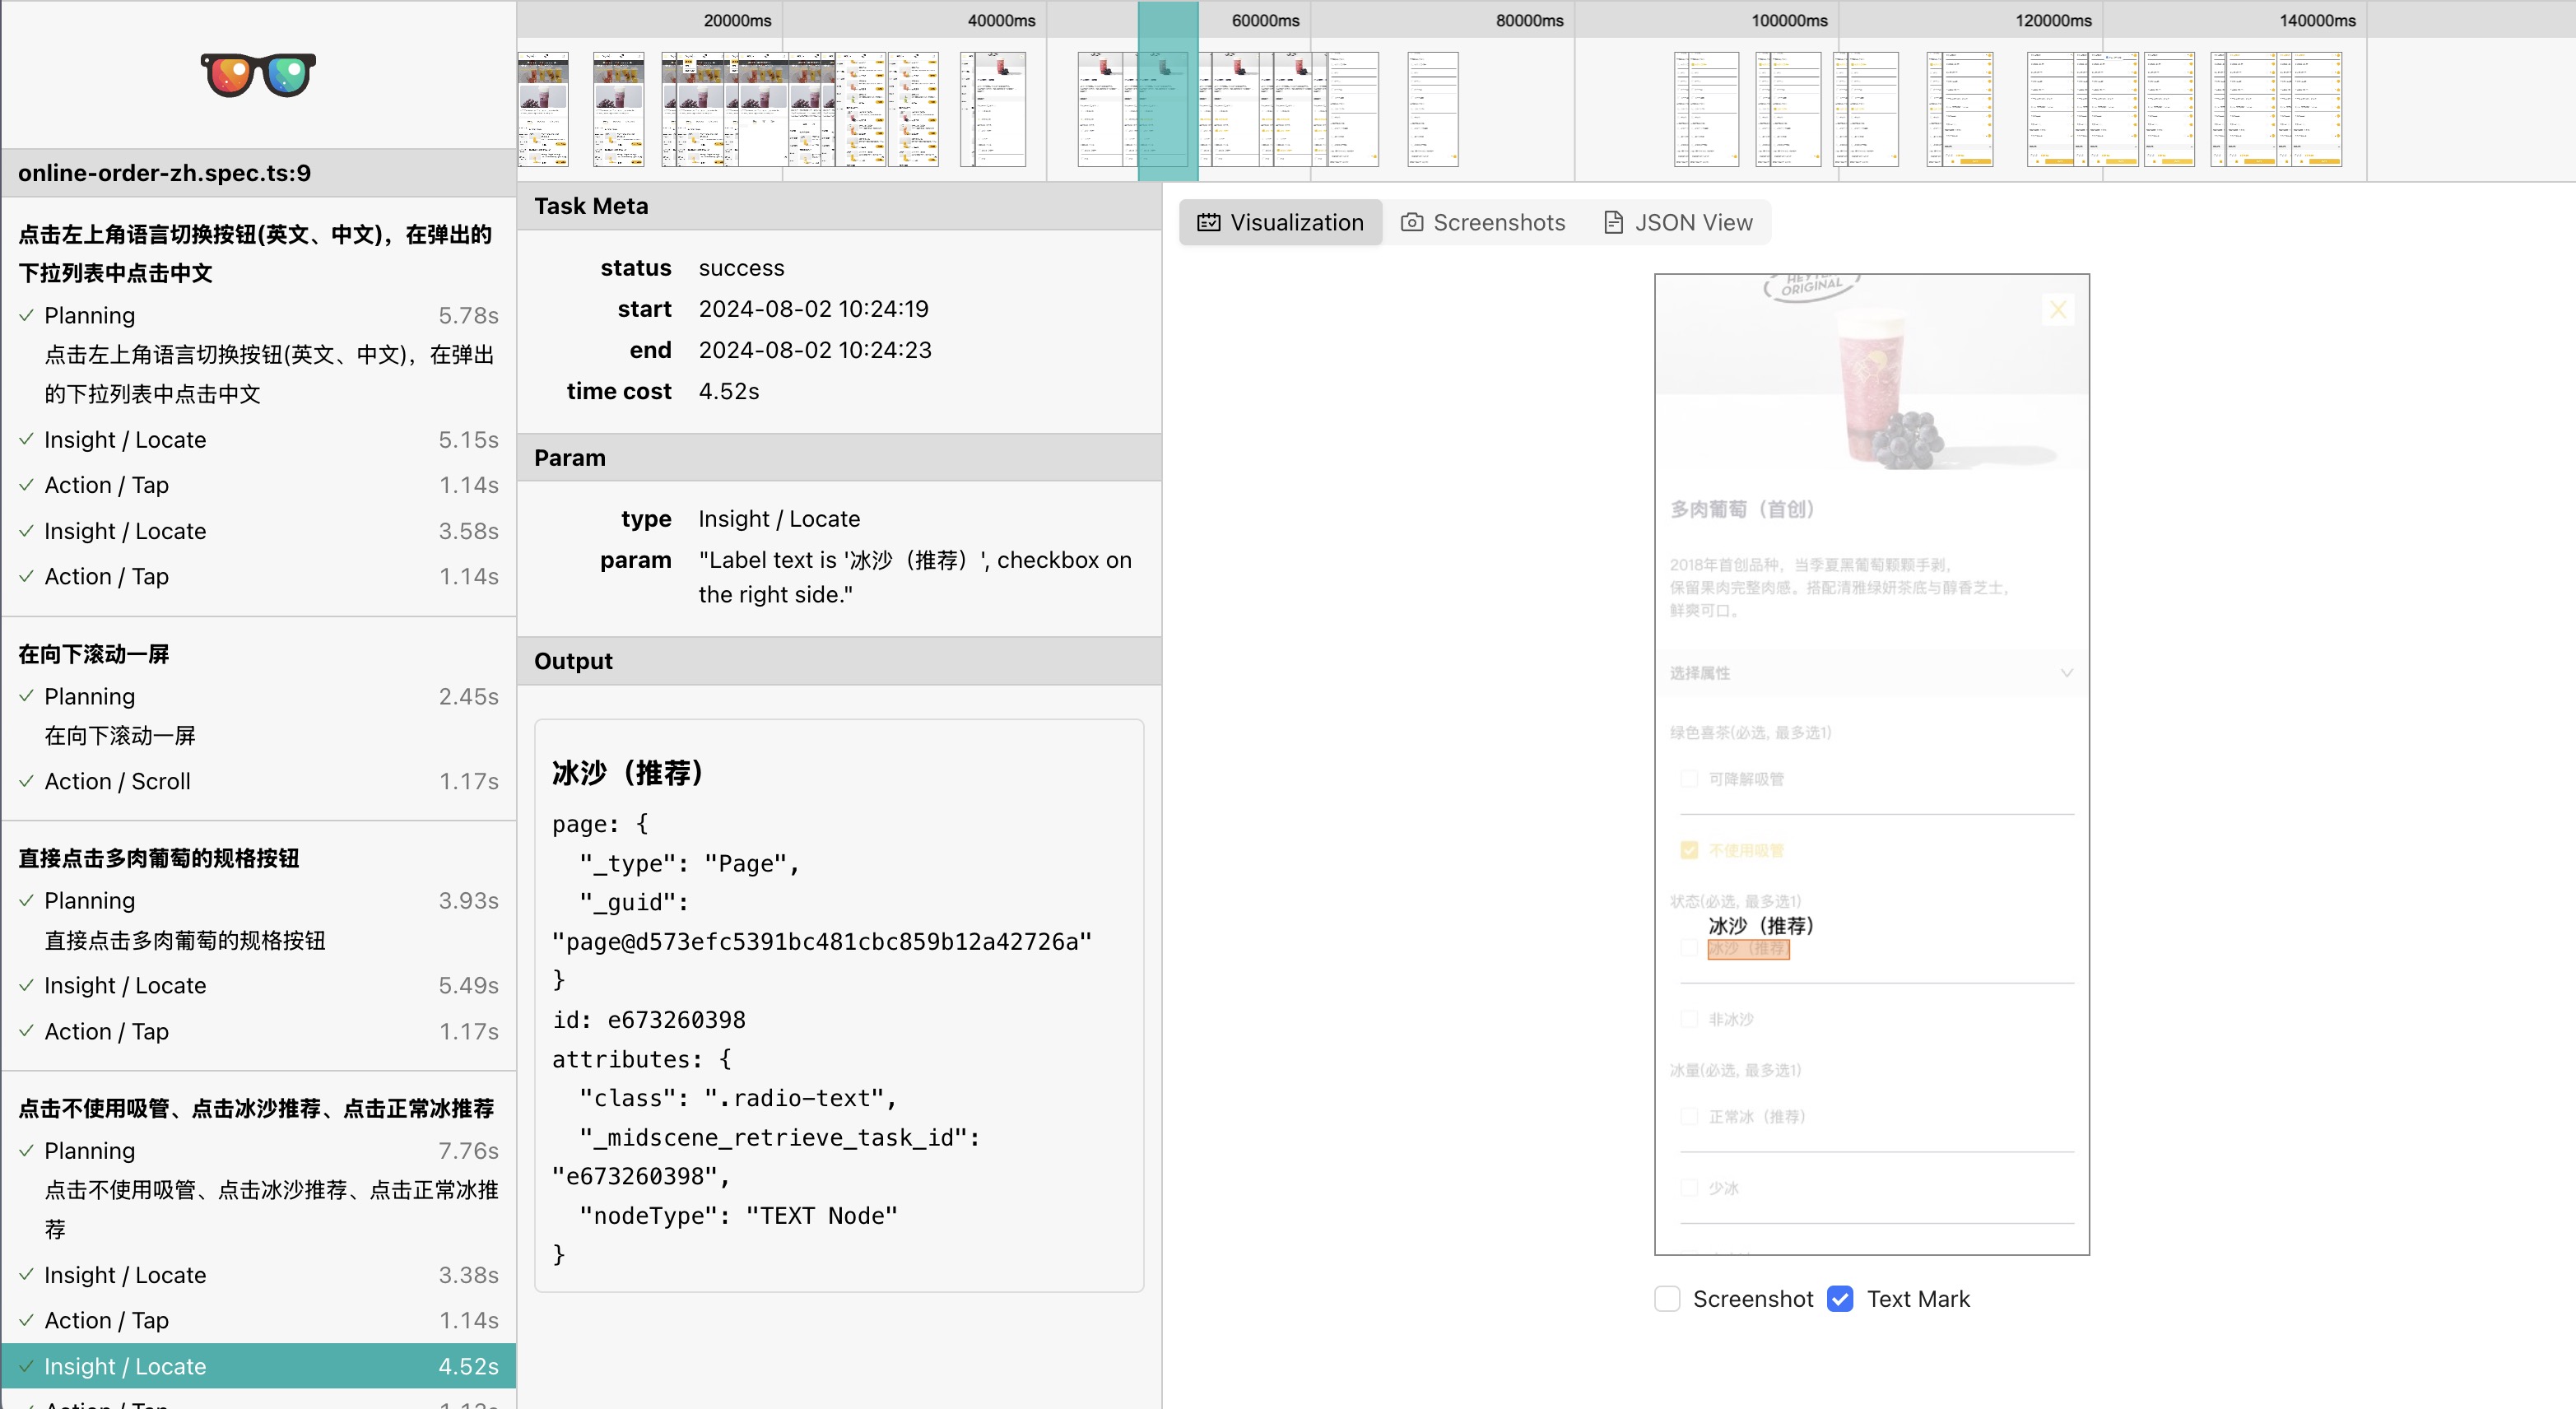 20000ms
40000ms
60000ms
80000ms
100000ms
120000ms
140000ms
online-order-zh.spec.ts:9
点击左上角语言切换按钮(英文、中文)，在弹出的
下拉列表中点击中文
Planning 5.78s
点击左上角语言切换按钮(英文、中文)，在弹出
的下拉列表中点击中文
Insight / Locate 5.15s
Action / Tap 1.14s
Insight / Locate 3.58s
Action / Tap 1.14s
在向下滚动一屏
Planning 2.45s
在向下滚动一屏
Action / Scroll 1.17s
直接点击多肉葡萄的规格按钮
Planning 3.93s
直接点击多肉葡萄的规格按钮
Insight / Locate 5.49s
Action / Tap 1.17s
点击不使用吸管、点击冰沙推荐、点击正常冰推荐
Planning 7.76s
点击不使用吸管、点击冰沙推荐、点击正常冰推
荐
Insight / Locate 3.38s
Action / Tap 1.14s
Insight / Locate 4.52s
Task Meta
status success
start 2024-08-02 10:24:19
end 2024-08-02 10:24:23
time cost 4.52s
Param
type Insight / Locate
param "Label text is '冰沙（推荐）', checkbox on
the right side."
Output
冰沙（推荐）
page: {
"_type": "Page",
"_guid":
"page@d573efc5391bc481cbc859b12a42726a"
}
id: e673260398
attributes: {
"class": ".radio-text",
"_midscene_retrieve_task_id":
"e673260398",
"nodeType": "TEXT Node"
}
Visualization
Screenshots
JSON View
ORIGINAL
多肉葡萄（首创）
2018年首创品种，当季夏黑葡萄颗颗手剥，
保留果肉完整肉感。搭配清雅绿妍茶底与醇香芝士，
鲜爽可口。
选择属性
绿色喜茶(必选, 最多选1)
可降解吸管
不使用吸管
状态(必选, 最多选1)
冰沙（推荐）
冰沙（推荐
非冰沙
冰量(必选, 最多选1)
正常冰（推荐）
少冰
Screenshot
Text Mark